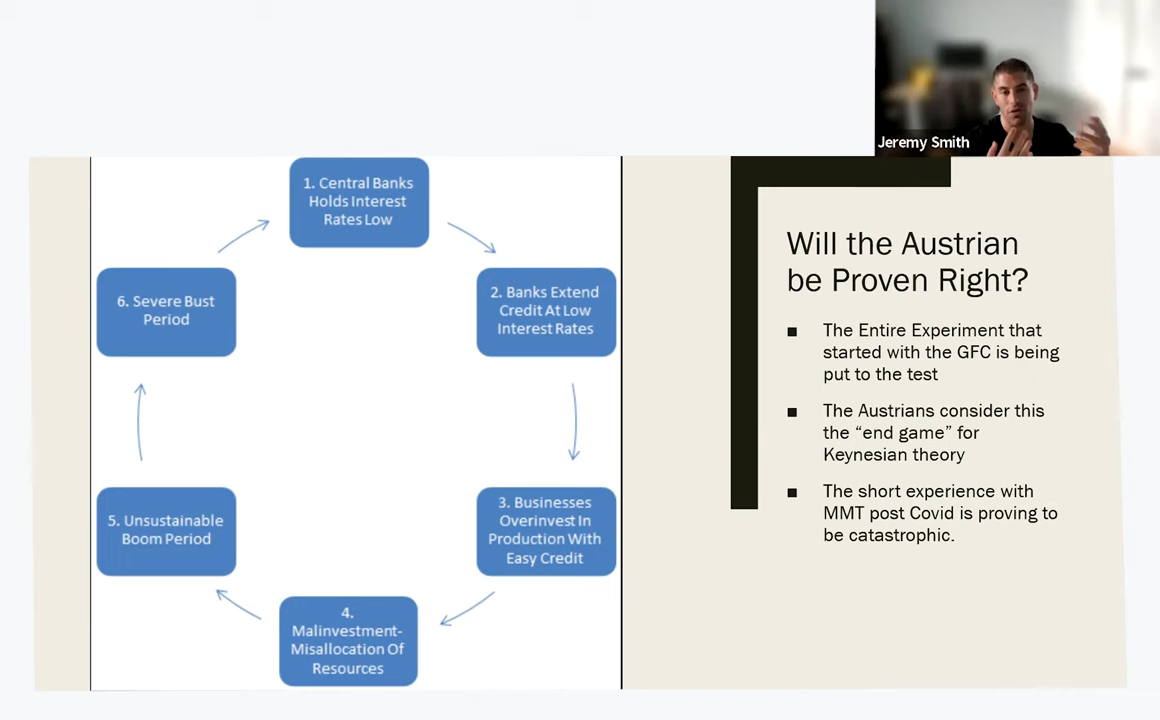 Jeremy Smith
1. Central Banks
Holds Interest
Rates Low
2. Banks Extend
Credit At Low
Interest Rates
3. Businesses
Overinvest In
Production With
Easy Credit
4.
Malinvestment-
Misallocation Of
Resources
5. Unsustainable
Boom Period
6. Severe Bust
Period
Will the Austrian
be Proven Right?
■ The Entire Experiment that
started with the GFC is being
put to the test
■ The Austrians consider this
the “end game” for
Keynesian theory
■ The short experience with
MMT post Covid is proving to
be catastrophic.